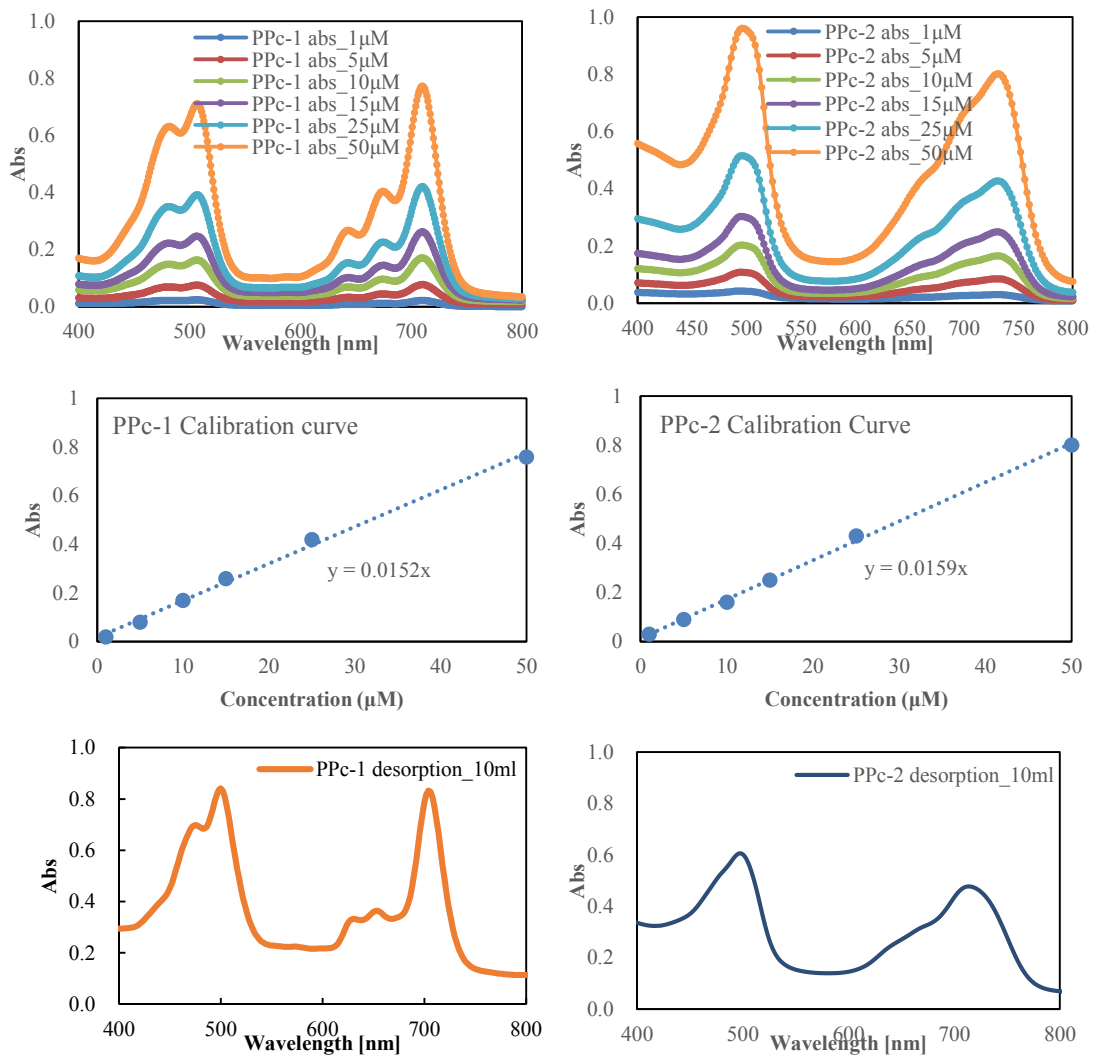 1.0
0.8
0.6
0.4
0.2
0.0
Abs
PPc-1 abs_1μM
PPc-1 abs_5μM
PPc-1 abs_10μM
PPc-1 abs_15μM
PPc-1 abs_25μM
PPc-1 abs_50μM
400 500 600 700 800
Wavelength [nm]
1.0
0.8
0.6
0.4
0.2
0.0
Abs
PPc-2 abs_1μM
PPc-2 abs_5μM
PPc-2 abs_10μM
PPc-2 abs_15μM
PPc-2 abs_25μM
PPc-2 abs_50μM
400 450 500 550 600 650 700 750 800
Wavelength [nm]
1
0.8
0.6
0.4
0.2
0
Abs
PPc-1 Calibration curve
y = 0.0152x
0 10 20 30 40 50
Concentration (μM)
1
0.8
0.6
0.4
0.2
0
Abs
PPc-2 Calibration Curve
y = 0.0159x
0 10 20 30 40 50
Concentration (μM)
1.0
0.8
0.6
0.4
0.2
0.0
Abs
PPc-1 desorption_10ml
400 500 600 700 800
Wavelength [nm]
1.0
0.8
0.6
0.4
0.2
0.0
Abs
PPc-2 desorption_10ml
400 500 600 700 800
Wavelength [nm]